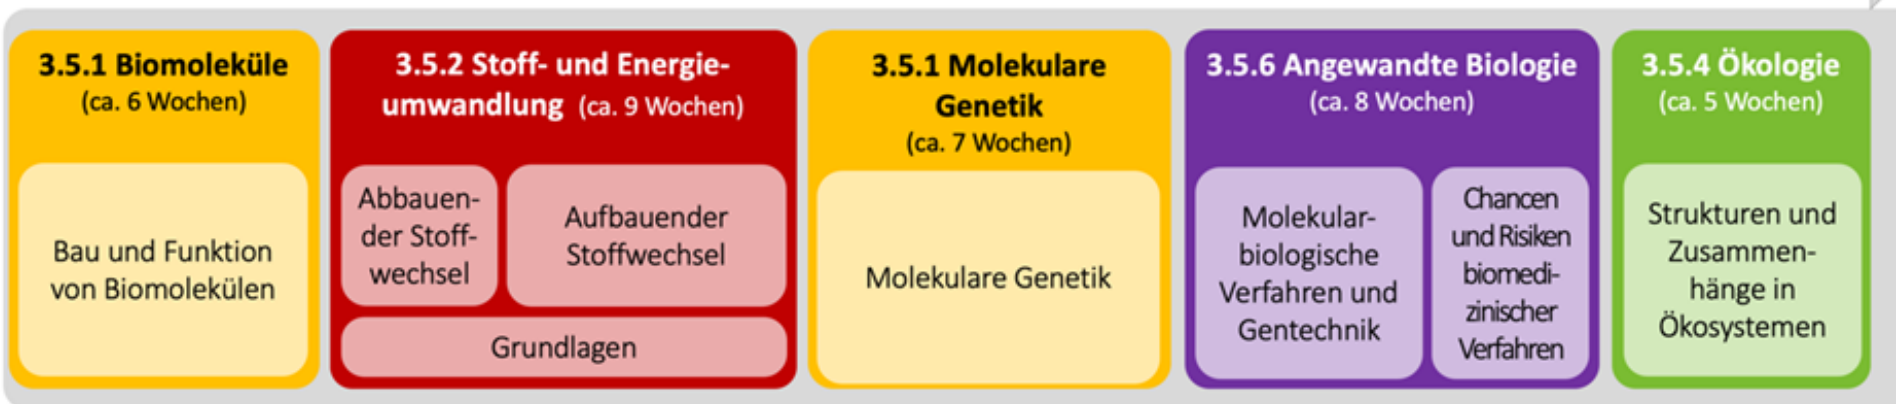 3.5.1 Biomoleküle
(ca. 6 Wochen)
Bau und Funktion
von Biomolekülen
3.5.2 Stoff- und Energie-
umwandlung (ca. 9 Wochen)
Abbauen-
der Stoff-
wechsel
Aufbauender
Stoffwechsel
Grundlagen
3.5.1 Molekulare
Genetik
(ca. 7 Wochen)
Molekulare Genetik
3.5.6 Angewandte Biologie
(ca. 8 Wochen)
Molekular-
biologische
Verfahren und
Gentechnik
Chancen
und Risiken
biomedi-
zinischer
Verfahren
3.5.4 Ökologie
(ca. 5 Wochen)
Strukturen und
Zusammen-
hänge in
Ökosystemen